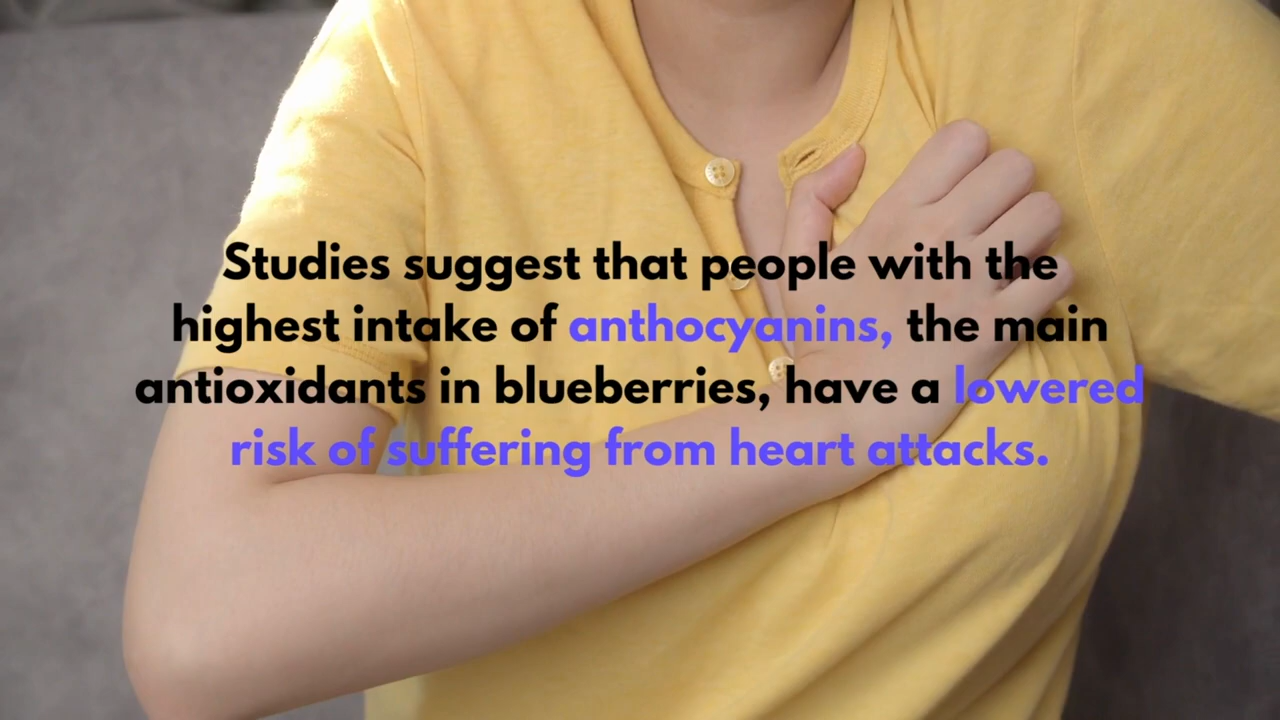 Studies suggest that people with the
highest intake of anthocyanins, the main
antioxidants in blueberries, have a lowered
risk of suffering from heart attacks.